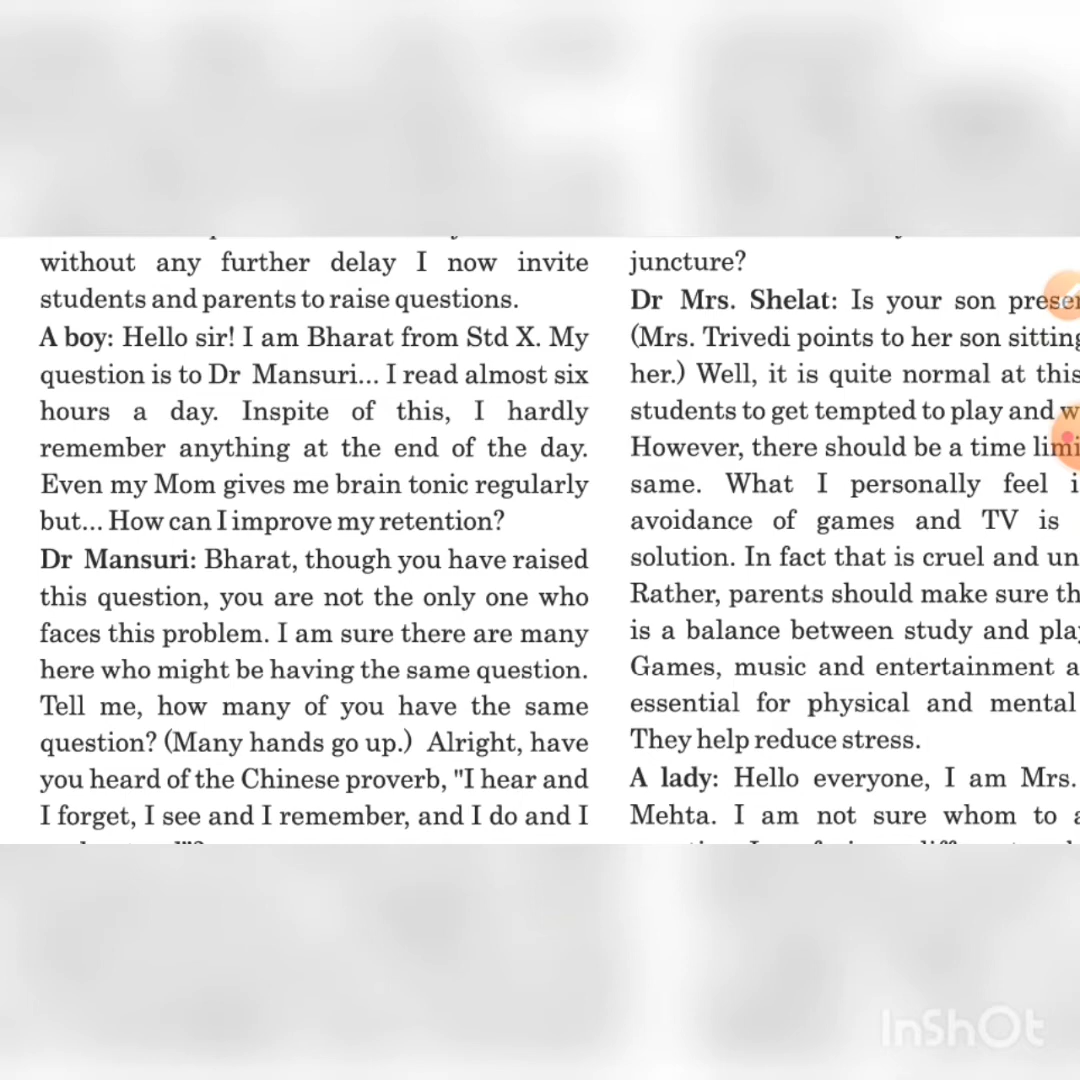 without any further delay I now invite
students and parents to raise questions.
A boy: Hello sir! I am Bharat from Std X. My
question is to Dr Mansuri... I read almost six
hours a day. Inspite of this, I hardly
remember anything at the end of the day.
Even my Mom gives me brain tonic regularly
but... How can I improve my retention?
Dr Mansuri: Bharat, though you have raised
this question, you are not the only one who
faces this problem. I am sure there are many
here who might be having the same question.
Tell me, how many of you have the same
question? (Many hands go up.) Alright, have
you heard of the Chinese proverb, "I hear and
I forget, I see and I remember, and I do and I
juncture?
Dr Mrs. Shelat: Is your son
(Mrs. Trivedi points to her son
her.) Well, it is quite normal at this
students to get tempted to play and
However, there should be a time
same. What I personally feel
avoidance of games and TV is
solution. In fact that is cruel and
Rather, parents should make sure
is a balance between study and
Games, music and entertainment
essential for physical and mental
They help reduce stress.
A lady: Hello everyone, I am Mrs.
Mehta. I am not sure whom to
InShOt